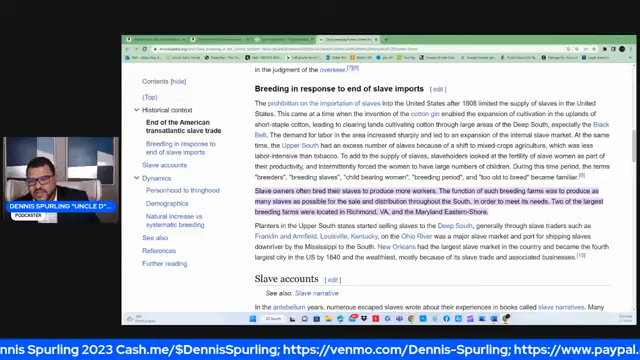 in the judgment of the overseer.[7][8]
Contents [hide]
(Top)
Historical context
End of the American
transatlantic slave trade
Breeding in response to
end of slave imports
Slave accounts
Dynamics
Personhood to thinghood
Demographics
Natural increase vs
systematic breeding
See also
References
Further reading
Breeding in response to end of slave imports [ edit ]
The prohibition on the importation of slaves into the United States after 1808 limited the supply of slaves in the United
States. This came at a time when the invention of the cotton gin enabled the expansion of cultivation in the uplands of
short-staple cotton, leading to clearing lands cultivating cotton through large areas of the Deep South, especially the Black
Belt. The demand for labor in the area increased sharply and led to an expansion of the internal slave market. At the same
time, the Upper South had an excess number of slaves because of a shift to mixed-crops agriculture, which was less
labor-intensive than tobacco. To add to the supply of slaves, slaveholders looked at the fertility of slave women as part of
their productivity, and intermittently forced the women to have large numbers of children. During this time period, the terms
"breeders", "breeding slaves", "child bearing women", "breeding period", and "too old to breed" became familiar.[9]
Slave owners often bred their slaves to produce more workers. The function of such breeding farms was to produce as
many slaves as possible for the sale and distribution throughout the South, in order to meet its needs. Two of the largest
breeding farms were located in Richmond, VA, and the Maryland Eastern-Shore.
Planters in the Upper South states started selling slaves to the Deep South, generally through slave traders such as
Franklin and Armfield. Louisville, Kentucky, on the Ohio River was a major slave market and port for shipping slaves
downriver by the Mississippi to the South. New Orleans had the largest slave market in the country and became the fourth
largest city in the US by 1840 and the wealthiest, mostly because of its slave trade and associated businesses.[10]
Slave accounts [ edit ]
See also: Slave narrative
In the antebellum years, numerous escaped slaves wrote about their experiences in books called slave narratives. Many
DENNIS SPURLING "UNCLE D"
PODCASTER
nnis Spurling 2023 Cash.me/$DennisSpurling; https://venmo.com/Dennis-Spurling; https://www.paypal.